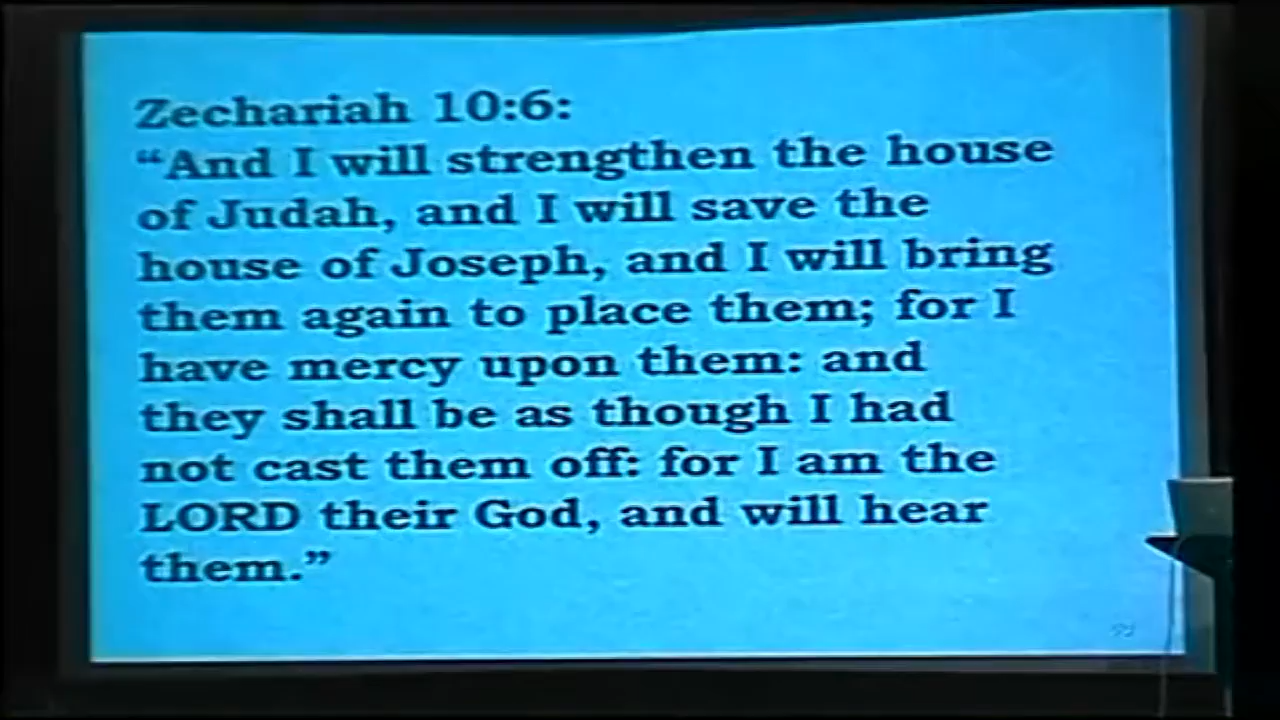 Zechariah 10:6:
“And I will strengthen the house
of Judah, and I will save the
house of Joseph, and I will bring
them again to place them; for I
have mercy upon them: and
they shall be as though I had
not cast them off: for I am the
LORD their God, and will hear
them.”